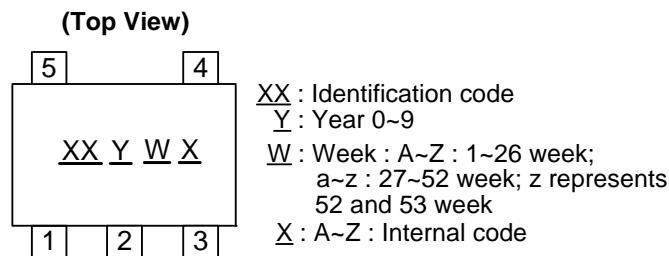 (Top View)
5 4
XX Y W X
1 2 3
XX : Identification code
Y : Year 0~9
W : Week : A~Z : 1~26 week;
a~z : 27~52 week; z represents
52 and 53 week
X : A~Z : Internal code